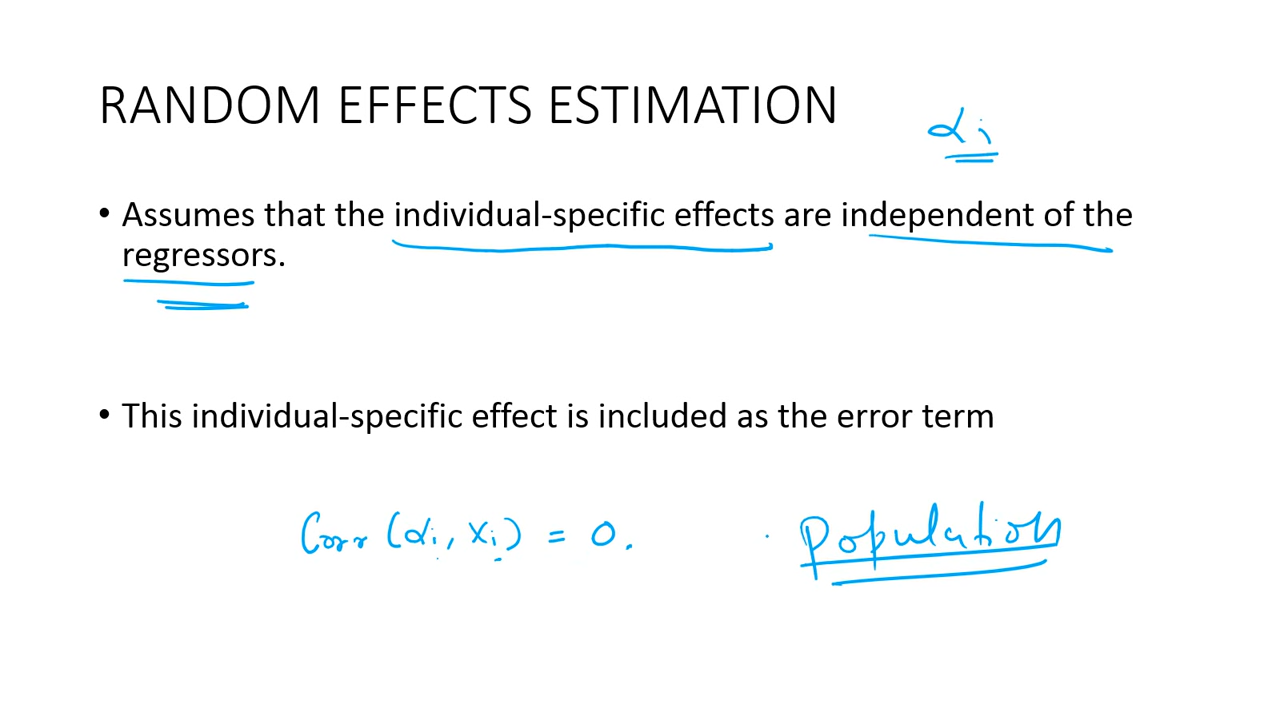 RANDOM EFFECTS ESTIMATION
αi
• Assumes that the individual-specific effects are independent of the
regressors.
• This individual-specific effect is included as the error term
Corr (αi, Xi) = 0.
Population